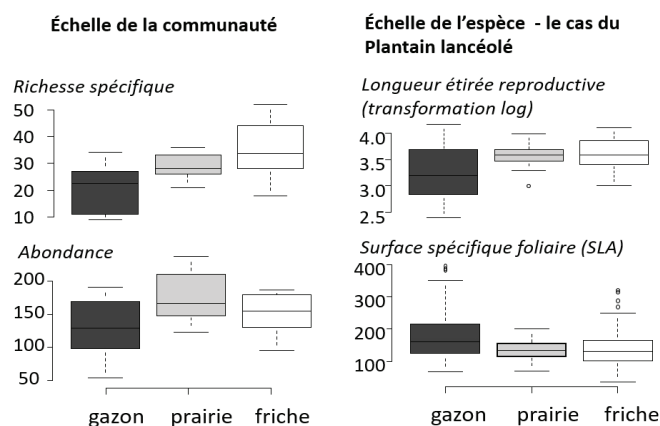 Échelle de la communauté
Richesse spécifique
50
40
30
20
10
Abondance
200
150
100
50
gazon prairie friche
Échelle de l’espèce - le cas du
Plantain lancéolé
Longueur étirée reproductive
(transformation log)
4.0
3.5
3.0
2.5
Surface spécifique foliaire (SLA)
400
300
200
100
gazon prairie friche